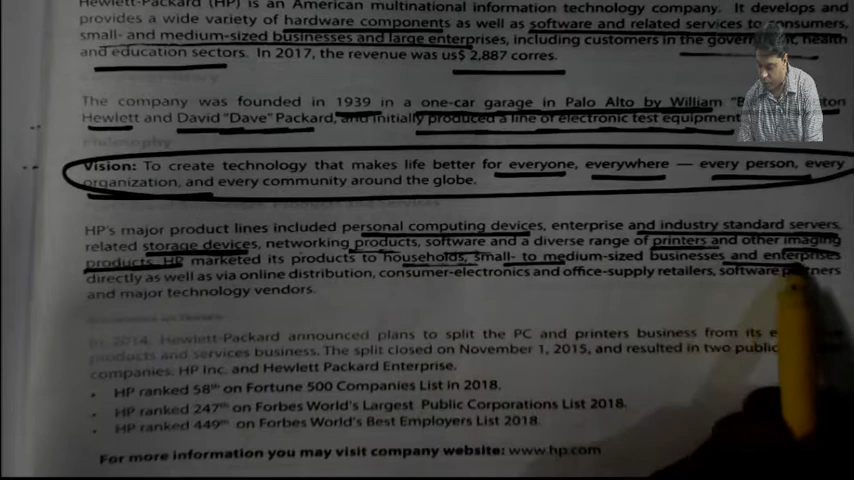 Hewlett-Packard (HP) is an American multinational information technology company. It develops and
provides a wide variety of hardware components as well as software and related services to consumers,
small- and medium-sized businesses and large enterprises, including customers in the health
and education sectors. In 2017, the revenue was us$ 2,887 corres.
The company was founded in 1939 in a one-car garage in Palo Alto by William
Hewlett and David "Dave" Packard, and initially produced a line of electronic test equipment
Philosophy
Vision: To create technology that makes life better for everyone, everywhere — every person, every
organization, and every community around the globe.
HP's major product lines included personal computing devices, enterprise and industry standard servers,
related storage devices, networking products, software and a diverse range of printers and other imaging
products. HP marketed its products to households, small- to medium-sized businesses and enterprises
directly as well as via online distribution, consumer-electronics and office-supply retailers, software partners
and major technology vendors.
In 2014, Hewlett-Packard announced plans to split the PC and printers business from its
products and services business. The split closed on November 1, 2015, and resulted in two
companies. HP Inc. and Hewlett Packard Enterprise.
• HP ranked 58th on Fortune 500 Companies List in 2018.
• HP ranked 247th on Forbes World's Largest Public Corporations List 2018.
• HP ranked 449th on Forbes World's Best Employers List 2018.
For more information you may visit company website: www.hp.com